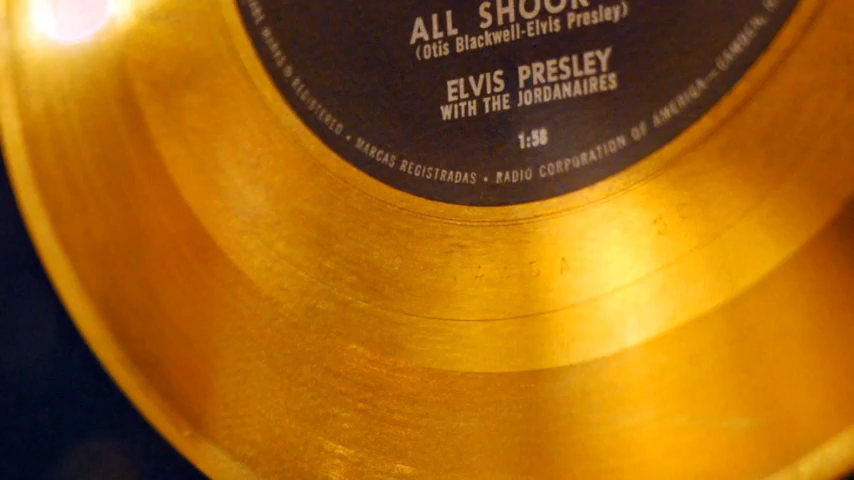 ALL SHOOK
(Otis Blackwell-Elvis Presley)
ELVIS PRESLEY
WITH THE JORDANAIRES
1:58
REGISTERED • MARCAS REGISTRADAS • RADIO CORPORATION OF AMERICA—CAMDEN,